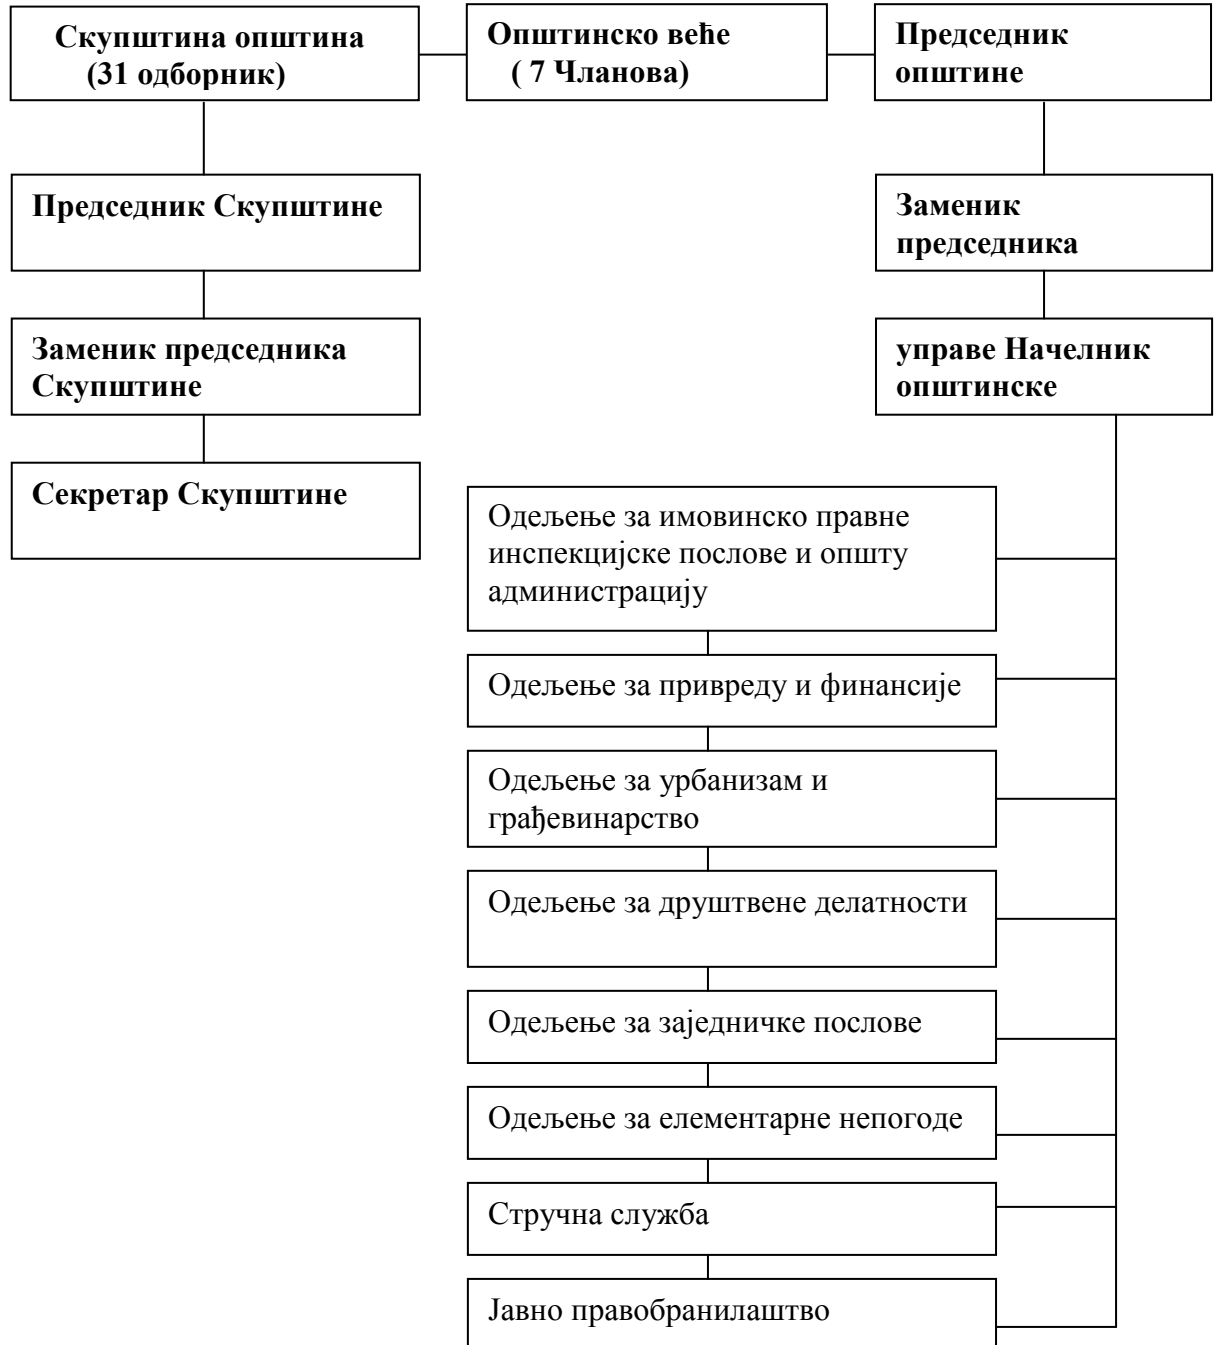 Скупштина општина
(31 одборник)
Општинско веће
( 7 Чланова)
Председник
општине
Председник Скупштине
Заменик
председника
Заменик председника
Скупштине
управе Начелник
општинске
Секретар Скупштине
Одељење за имовинско правне
инспекцијске послове и општу
администрацију
Одељење за привреду и финансије
Одељење за урбанизам и
грађевинарство
Одељење за друштвене делатности
Одељење за заједничке послове
Одељење за елементарне непогоде
Стручна служба
Јавно правобранилаштво